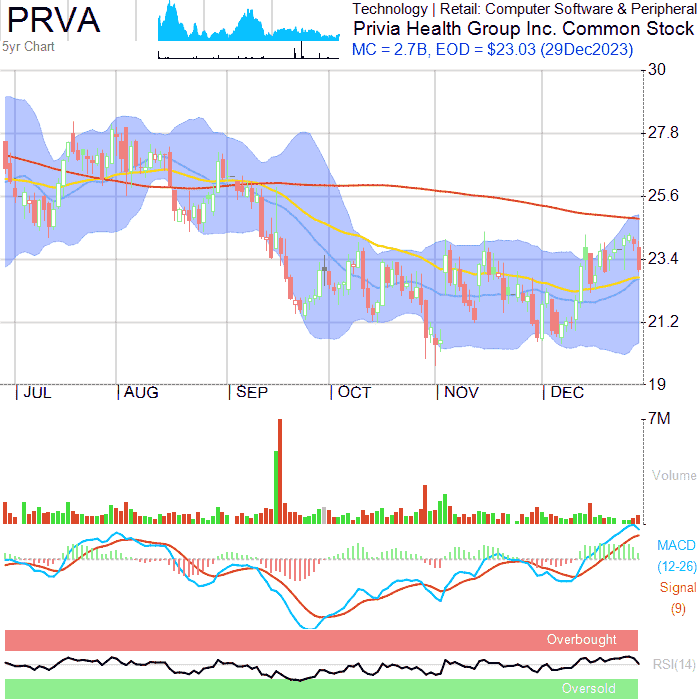 PRVA
5yr Chart
Technology | Retail: Computer Software & Peripheral
Privia Health Group Inc. Common Stock
MC = 2.7B, EOD = $23.03 (29Dec2023)
30
27.8
25.6
23.4
21.2
19
JUL AUG SEP OCT NOV DEC
7M
Volume
MACD
(12-26)
Signal
(9)
Overbought
RSI(14)
Oversold